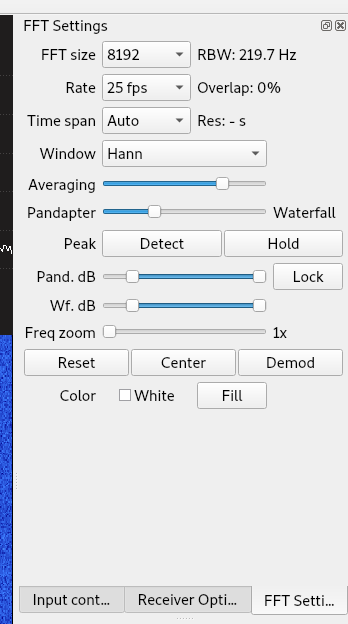 FFT Settings
FFT size 8192 RBW: 219.7 Hz
Rate 25 fps Overlap: 0%
Time span Auto Res: - s
Window Hann
Averaging
Pandapter Waterfall
Peak Detect Hold
Pand. dB Lock
Wf. dB
Freq zoom 1x
Reset Center Demod
Color White Fill
Input cont... Receiver Opti... FFT Setti...